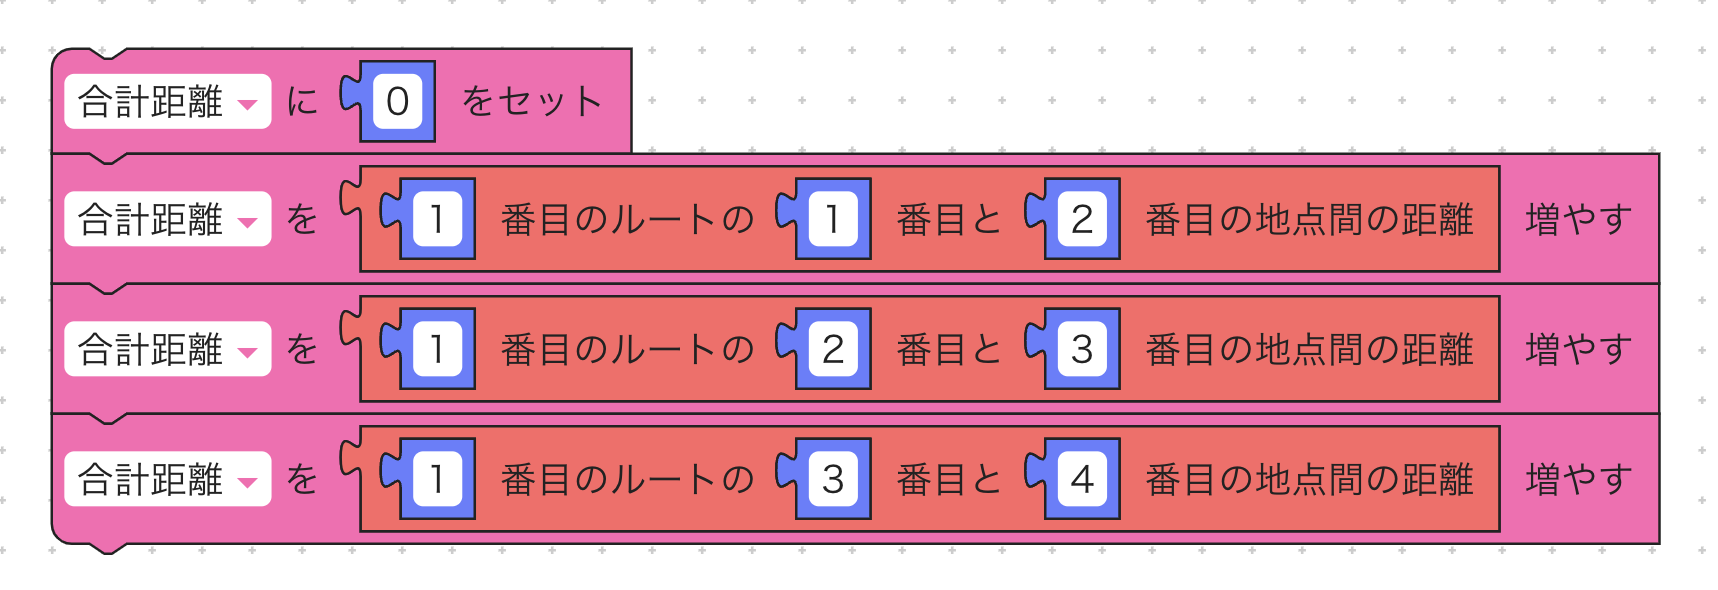 合計距離 に 0 をセット
合計距離 を 1 番目のルートの 1 番目と 2 番目の地点間の距離 増やす
合計距離 を 1 番目のルートの 2 番目と 3 番目の地点間の距離 増やす
合計距離 を 1 番目のルートの 3 番目と 4 番目の地点間の距離 増やす